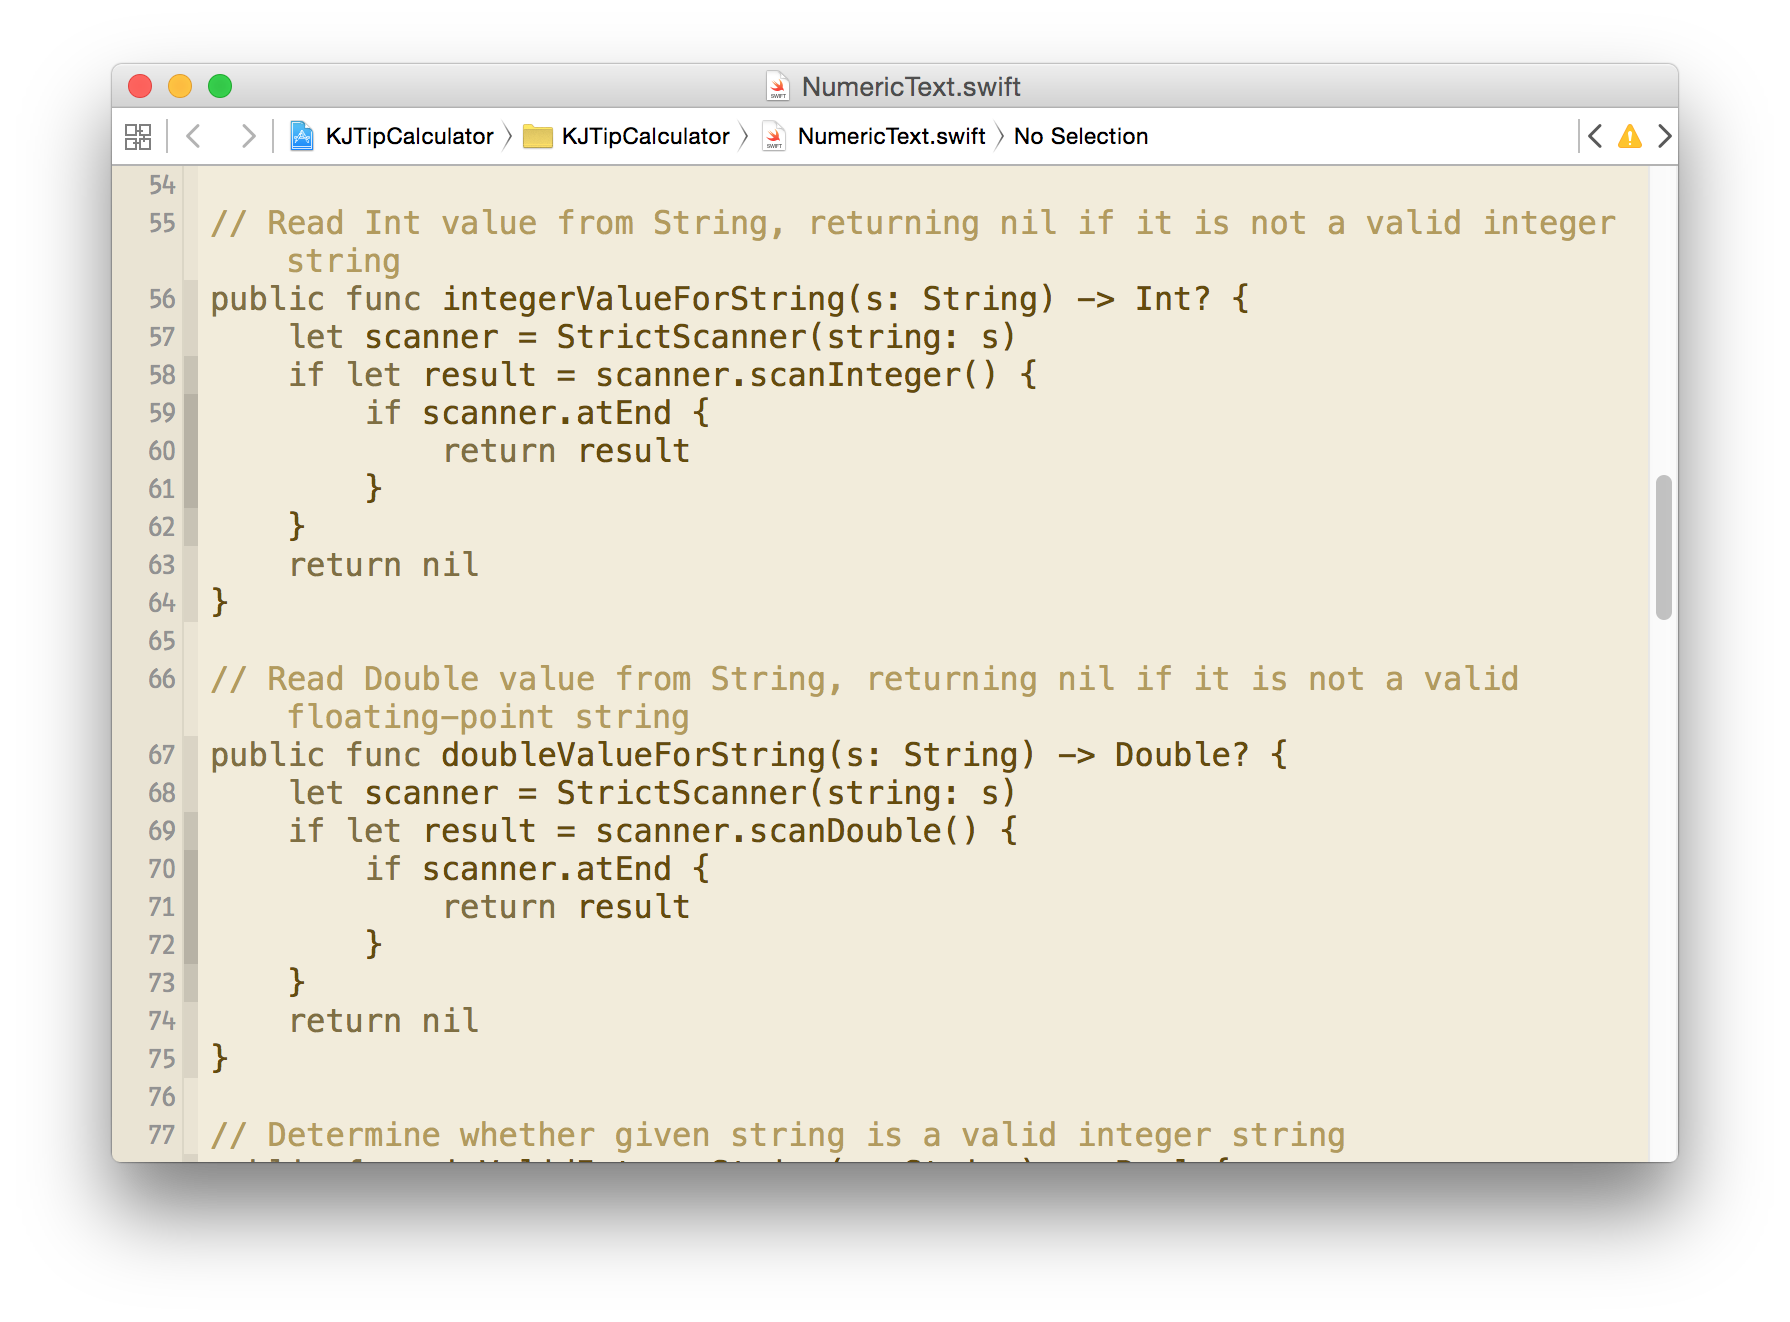 NumericText.swift
KJTipCalculator KJTipCalculator NumericText.swift No Selection
54
55 // Read Int value from String, returning nil if it is not a valid integer
string
56 public func integerValueForString(s: String) -> Int? {
57 let scanner = StrictScanner(string: s)
58 if let result = scanner.scanInteger() {
59 if scanner.atEnd {
60 return result
61 }
62 }
63 return nil
64 }
65
66 // Read Double value from String, returning nil if it is not a valid
floating-point string
67 public func doubleValueForString(s: String) -> Double? {
68 let scanner = StrictScanner(string: s)
69 if let result = scanner.scanDouble() {
70 if scanner.atEnd {
71 return result
72 }
73 }
74 return nil
75 }
76
77 // Determine whether given string is a valid integer string